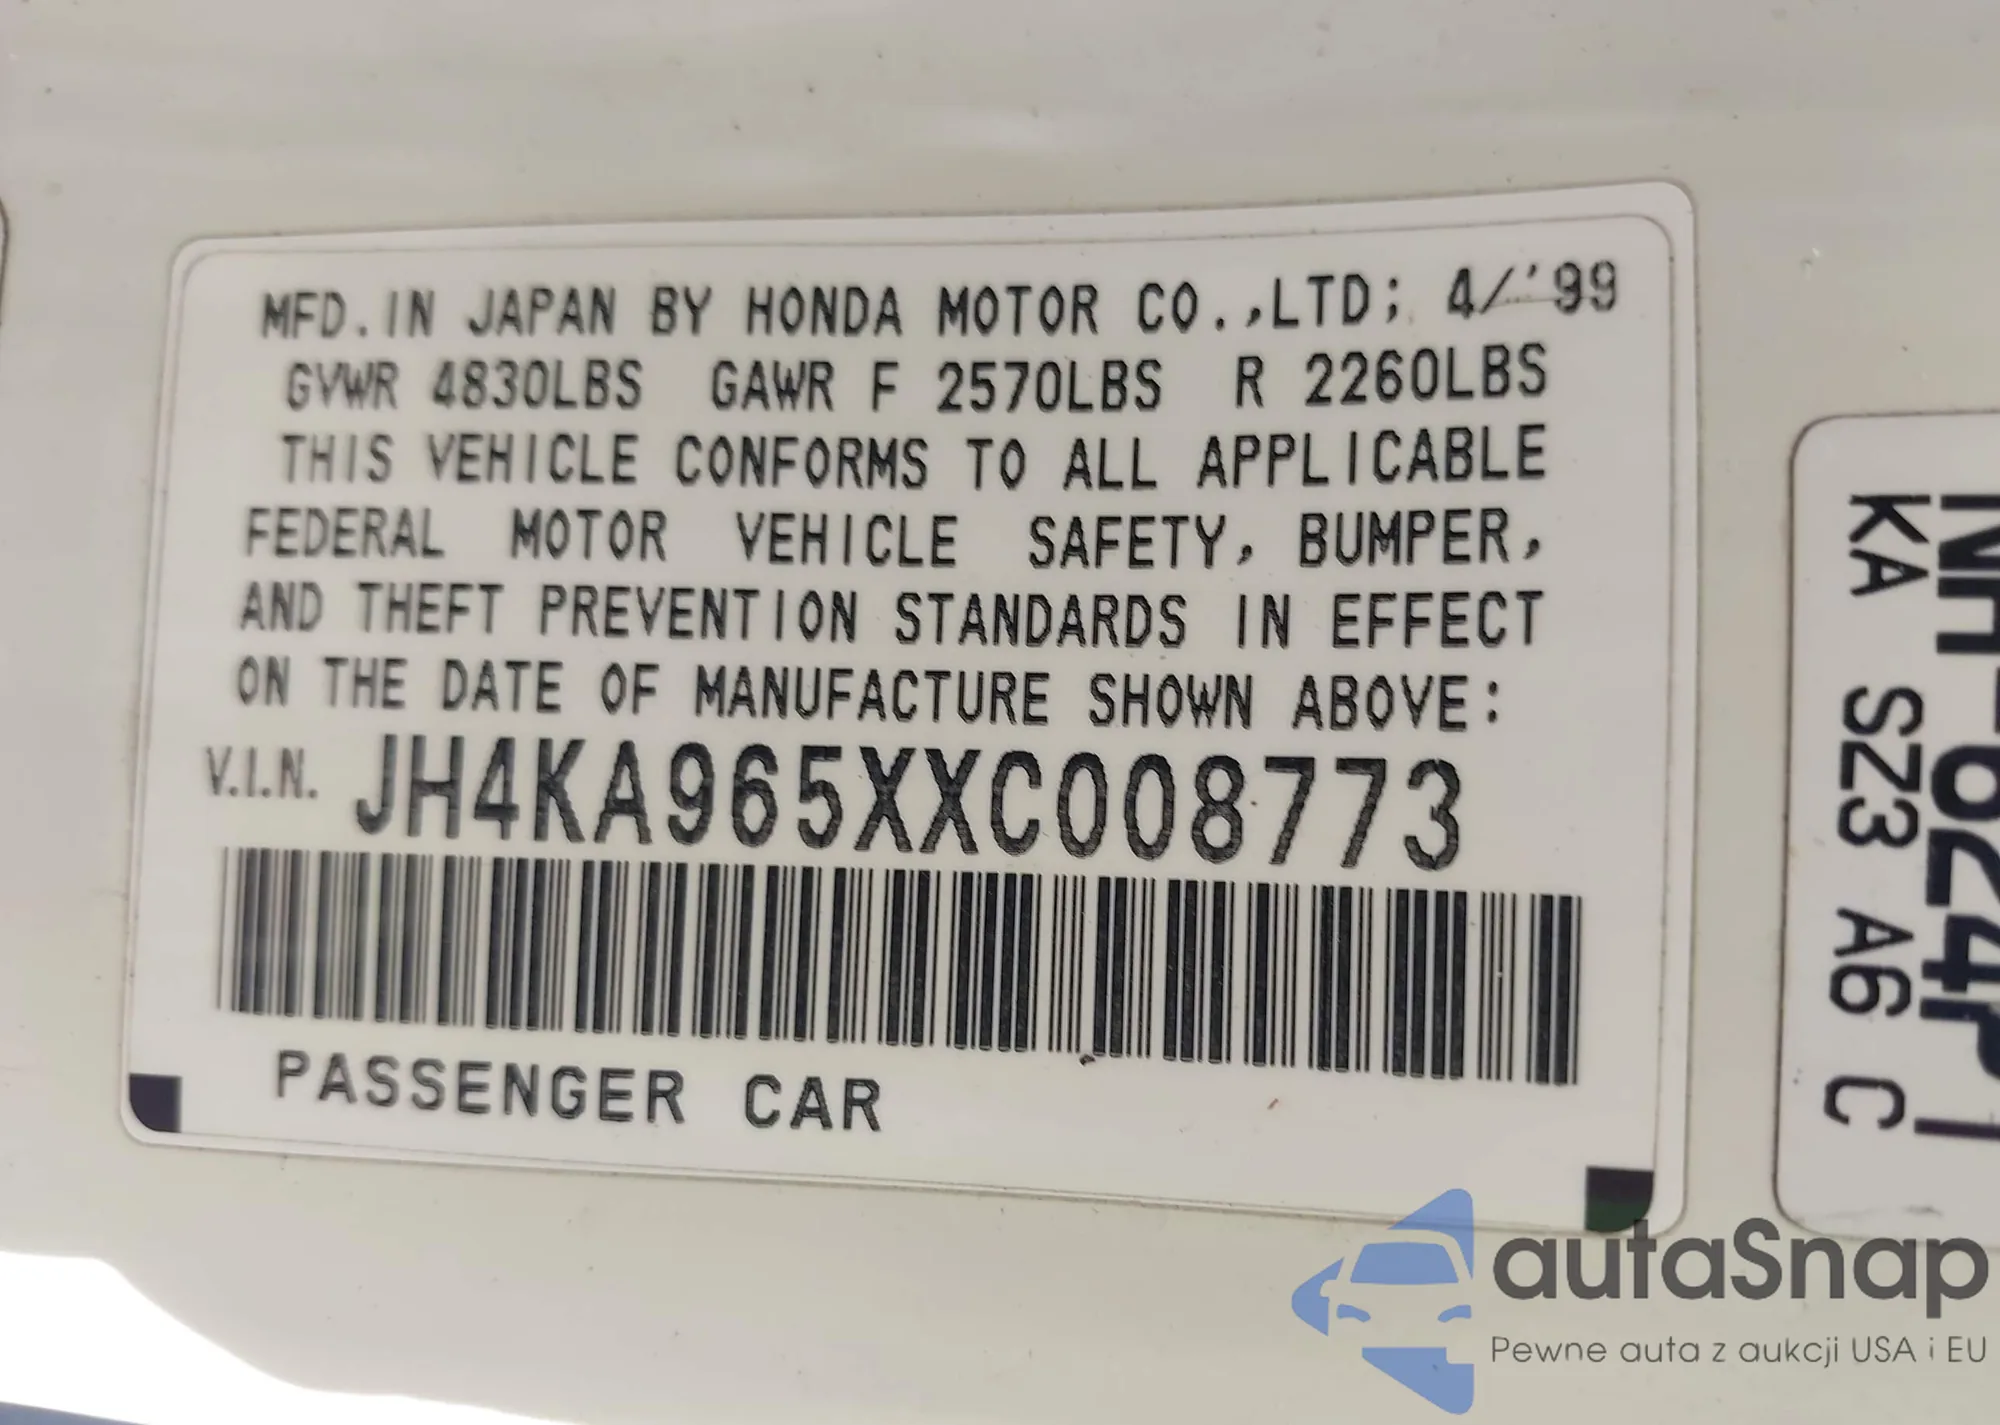 MFD. IN JAPAN BY HONDA MOTOR CO.,LTD; 4/'99
GVWR 4830LBS GAWR F 2570LBS R 2260LBS
THIS VEHICLE CONFORMS TO ALL APPLICABLE
FEDERAL MOTOR VEHICLE SAFETY, BUMPER,
AND THEFT PREVENTION STANDARDS IN EFFECT
ON THE DATE OF MANUFACTURE SHOWN ABOVE:
V.I.N. JH4KA965XXC008773
PASSENGER CAR
NH-624P
KA SZ3 A6 C
autaSnap
Pewne auta z aukcji USA i EU